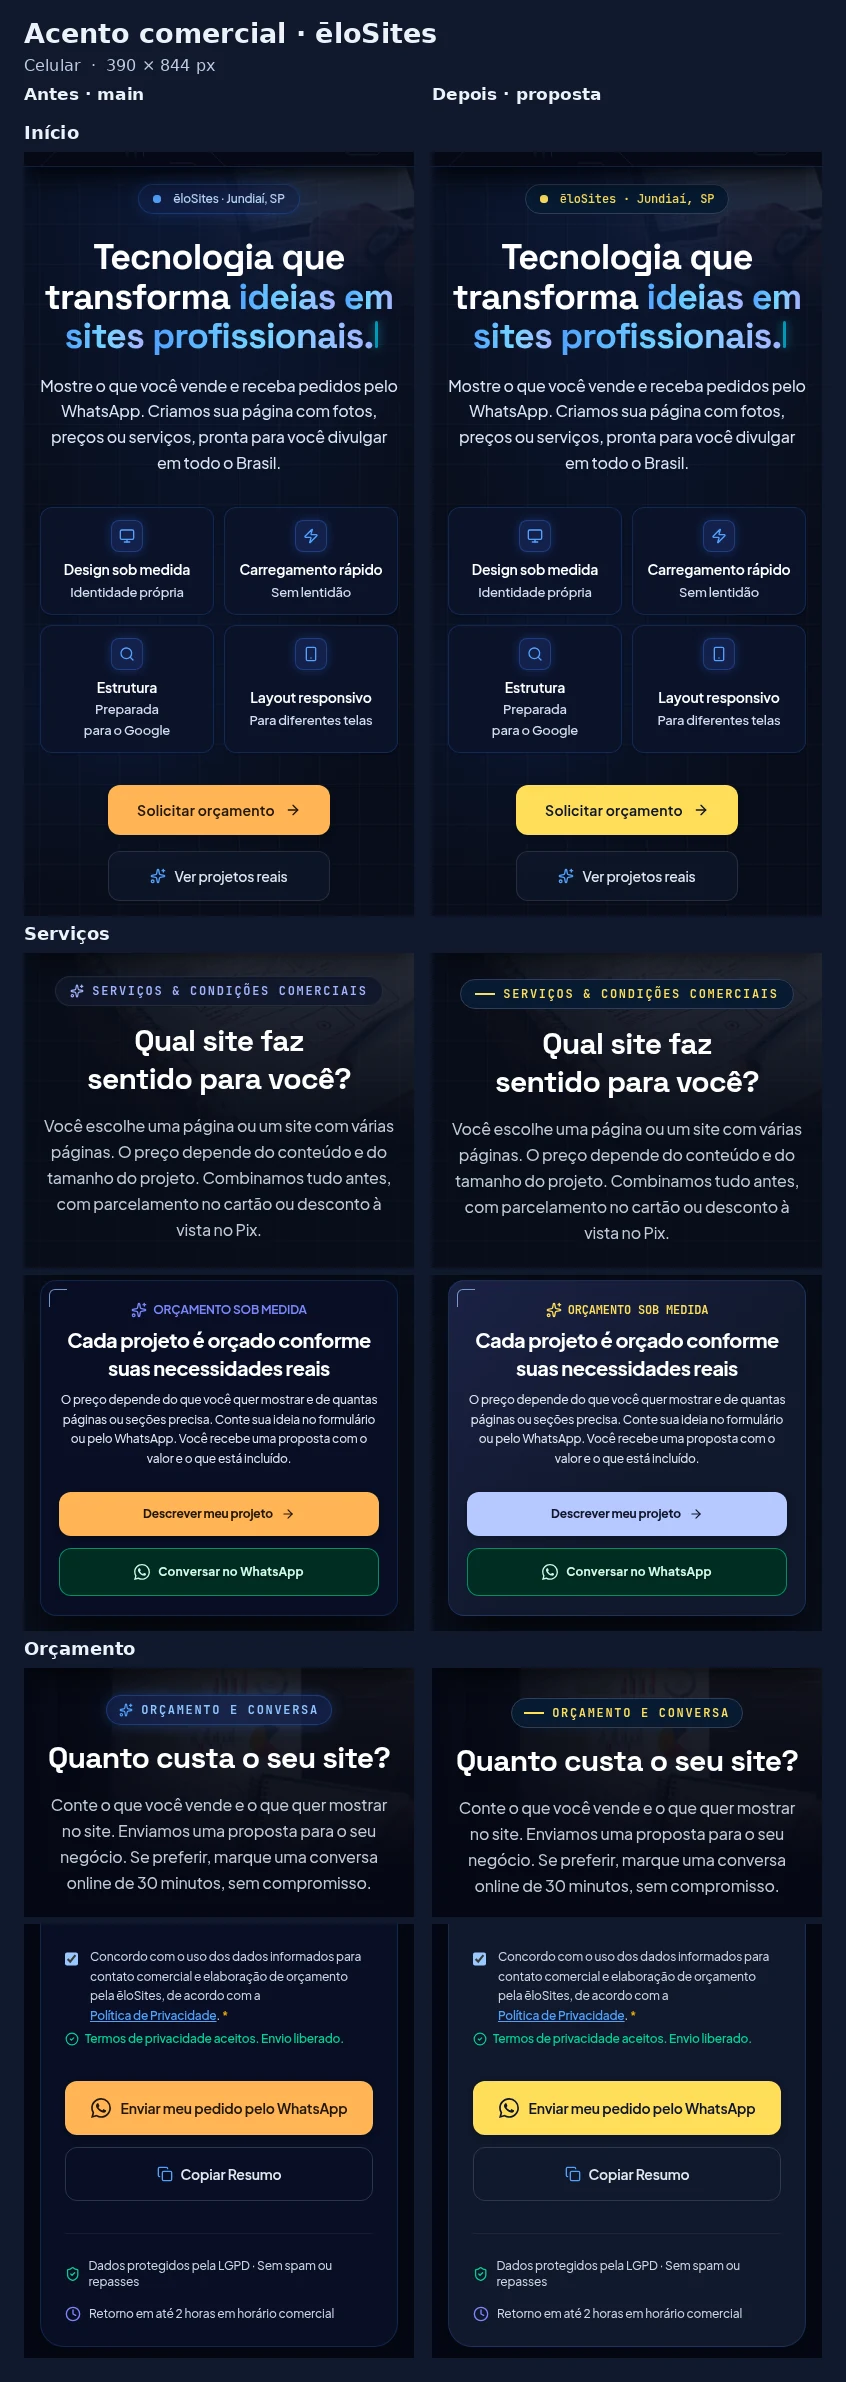 Acento comercial · ēloSites
Celular · 390 × 844 px
Antes · main
Depois · proposta
Início
ēloSites · Jundiaí, SP
Tecnologia que
transforma ideias em
sites profissionais.
Mostre o que você vende e receba pedidos pelo
WhatsApp. Criamos sua página com fotos,
preços ou serviços, pronta para você divulgar
em todo o Brasil.
Design sob medida
Identidade própria
Carregamento rápido
Sem lentidão
Estrutura
Preparada
para o Google
Layout responsivo
Para diferentes telas
Solicitar orçamento
Ver projetos reais
ēloSites · Jundiaí, SP
Tecnologia que
transforma ideias em
sites profissionais.
Mostre o que você vende e receba pedidos pelo
WhatsApp. Criamos sua página com fotos,
preços ou serviços, pronta para você divulgar
em todo o Brasil.
Design sob medida
Identidade própria
Carregamento rápido
Sem lentidão
Estrutura
Preparada
para o Google
Layout responsivo
Para diferentes telas
Solicitar orçamento
Ver projetos reais
Serviços
SERVIÇOS & CONDIÇÕES COMERCIAIS
Qual site faz
sentido para você?
Você escolhe uma página ou um site com várias
páginas. O preço depende do conteúdo e do
tamanho do projeto. Combinamos tudo antes,
com parcelamento no cartão ou desconto à
vista no Pix.
ORÇAMENTO SOB MEDIDA
Cada projeto é orçado conforme
suas necessidades reais
O preço depende do que você quer mostrar e de quantas
páginas ou seções precisa. Conte sua ideia no formulário
ou pelo WhatsApp. Você recebe uma proposta com o
valor e o que está incluído.
Descrever meu projeto
Conversar no WhatsApp
SERVIÇOS & CONDIÇÕES COMERCIAIS
Qual site faz
sentido para você?
Você escolhe uma página ou um site com várias
páginas. O preço depende do conteúdo e do
tamanho do projeto. Combinamos tudo antes,
com parcelamento no cartão ou desconto à
vista no Pix.
ORÇAMENTO SOB MEDIDA
Cada projeto é orçado conforme
suas necessidades reais
O preço depende do que você quer mostrar e de quantas
páginas ou seções precisa. Conte sua ideia no formulário
ou pelo WhatsApp. Você recebe uma proposta com o
valor e o que está incluído.
Descrever meu projeto
Conversar no WhatsApp
Orçamento
ORÇAMENTO E CONVERSA
Quanto custa o seu site?
Conte o que você vende e o que quer mostrar
no site. Enviamos uma proposta para o seu
negócio. Se preferir, marque uma conversa
online de 30 minutos, sem compromisso.
Concordo com o uso dos dados informados para
contato comercial e elaboração de orçamento
pela ēloSites, de acordo com a
Política de Privacidade. *
Termos de privacidade aceitos. Envio liberado.
Enviar meu pedido pelo WhatsApp
Copiar Resumo
Dados protegidos pela LGPD · Sem spam ou
repasses
Retorno em até 2 horas em horário comercial
ORÇAMENTO E CONVERSA
Quanto custa o seu site?
Conte o que você vende e o que quer mostrar
no site. Enviamos uma proposta para o seu
negócio. Se preferir, marque uma conversa
online de 30 minutos, sem compromisso.
Concordo com o uso dos dados informados para
contato comercial e elaboração de orçamento
pela ēloSites, de acordo com a
Política de Privacidade. *
Termos de privacidade aceitos. Envio liberado.
Enviar meu pedido pelo WhatsApp
Copiar Resumo
Dados protegidos pela LGPD · Sem spam ou
repasses
Retorno em até 2 horas em horário comercial